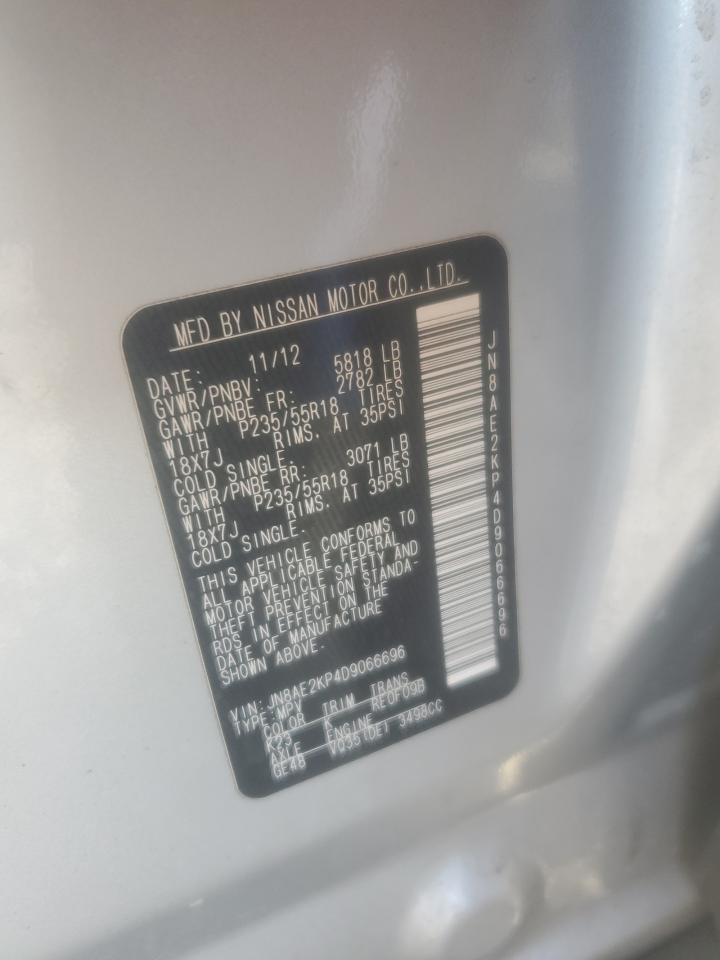 MFD BY NISSAN MOTOR CO.,LTD.
DATE: 11/12
GVWR/PNBV: 5818 LB
GAWR/PNBE FR: 2782 LB
WITH P235/55R18 TIRES
18X7J RIMS. AT 35PSI
COLD SINGLE.
GAWR/PNBE RR: 3071 LB
WITH P235/55R18 TIRES
18X7J RIMS. AT 35PSI
COLD SINGLE.
THIS VEHICLE CONFORMS TO
ALL APPLICABLE FEDERAL
MOTOR VEHICLE SAFETY AND
THEFT PREVENTION STANDA-
RDS IN EFFECT ON THE
DATE OF MANUFACTURE
SHOWN ABOVE.
VIN: JN8AE2KP4D9066696
TYPE: MPV
COLOR TRIM TRANS
K23 K RE0F09B
AXLE ENGINE
GE48 VQ35(DE) 3498CC
JN8AE2KP4D9066696